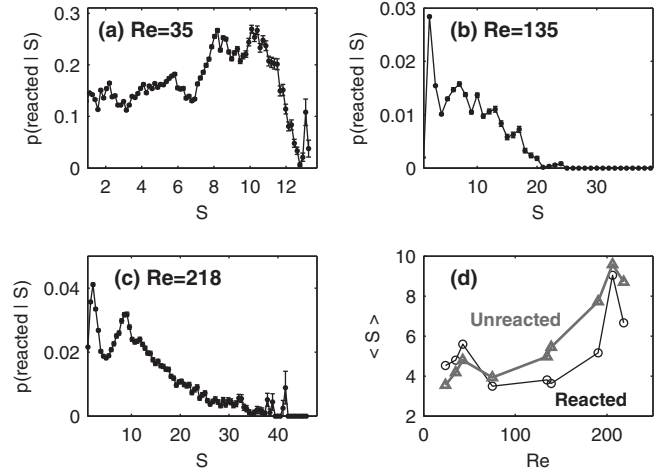 (a) Re=35
p(reacted | S)
0.3
0.2
0.1
0
2 4 6 8 10 12
S
(b) Re=135
p(reacted | S)
0.03
0.02
0.01
0
10 20 30
S
(c) Re=218
p(reacted | S)
0.04
0.02
0
10 20 30 40
S
(d)
< S >
10
8
6
4
2
Unreacted
Reacted
0 100 200
Re